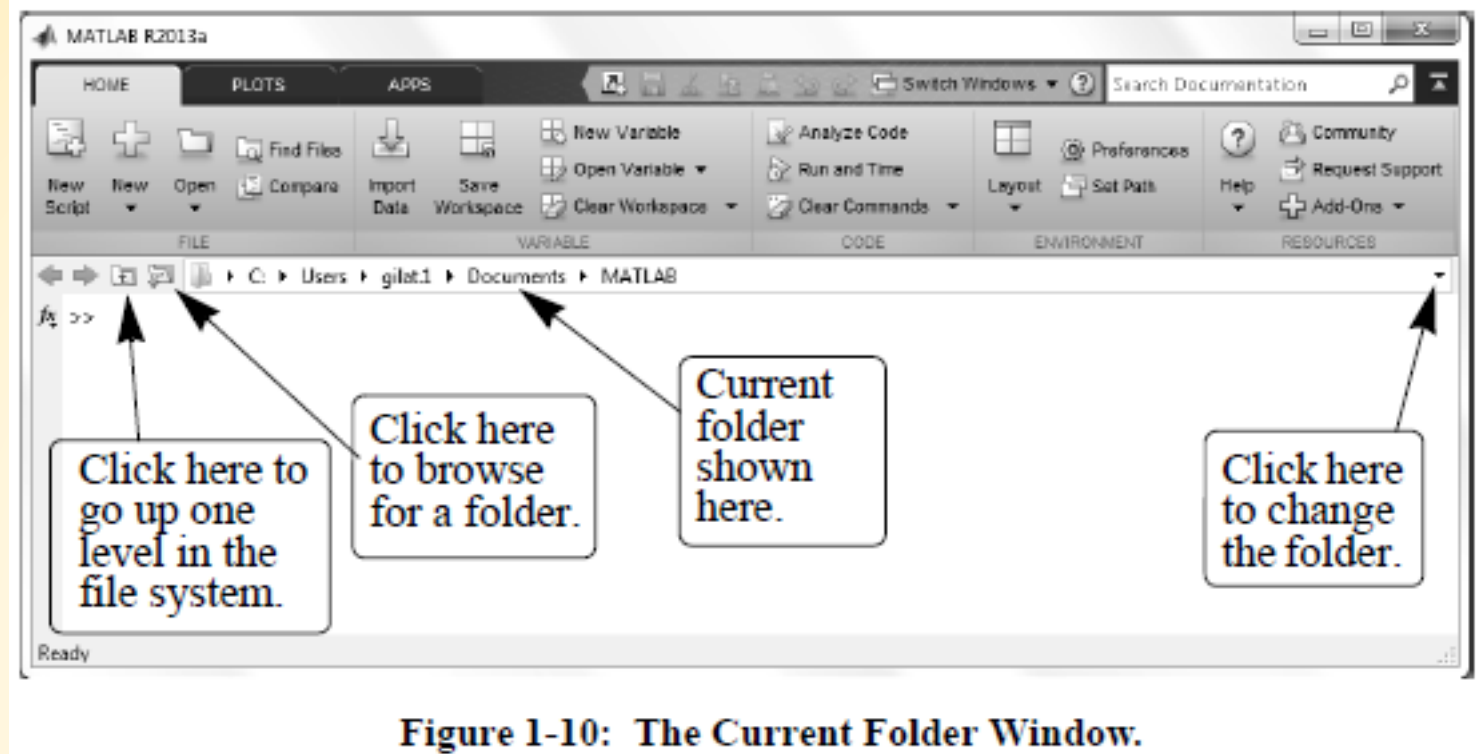 MATLAB R2013a
HOME PLOTS APPS Switch Windows ? Search Documentation
New Script
New
Open
Find Files
Compare
Import Data
Save Workspace
New Variable
Open Variable
Clear Workspace
Analyze Code
Run and Time
Clear Commands
Layout
Preferences
Set Path
? Help
Community
Request Support
Add-Ons
FILE VARIABLE CODE ENVIRONMENT RESOURCES
C: Users gilat.1 Documents MATLAB
fx >>
Click here to
go up one
level in the
file system.
Click here
to browse
for a folder.
Current
folder
shown
here.
Click here
to change
the folder.
Ready
Figure 1-10: The Current Folder Window.